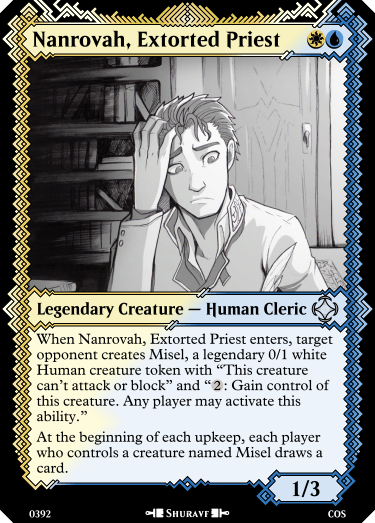 Nanrovah, Extorted Priest
Legendary Creature — Human Cleric
When Nanrovah, Extorted Priest enters, target
opponent creates Misel, a legendary 0/1 white
Human creature token with “This creature
can’t attack or block” and “2: Gain control of
this creature. Any player may activate this
ability.”
At the beginning of each upkeep, each player
who controls a creature named Misel draws a
card.
1/3
0392
Shurayf
COS